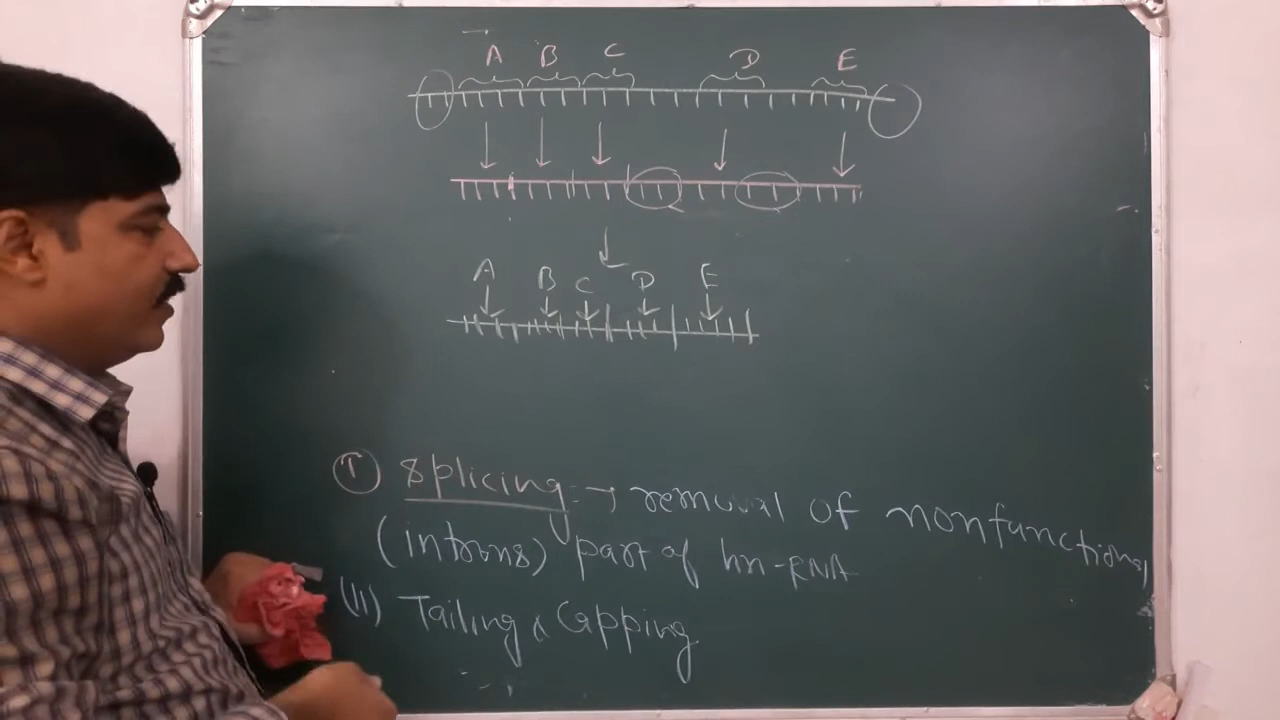 A B C D E
A B C D E
(I) Splicing :→ removal of nonfunctional
(introns) part of hn-RNA
(II) Tailing & Capping